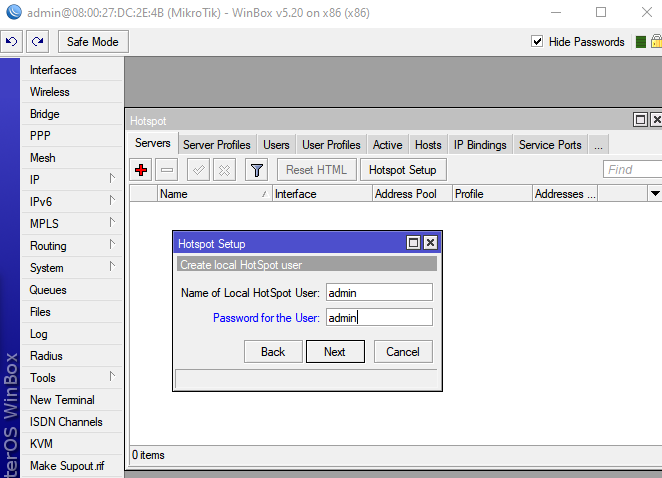 admin@08:00:27:DC:2E:4B (MikroTik) - WinBox v5.20 on x86 (x86)
Safe Mode
Hide Passwords
Interfaces
Wireless
Bridge
PPP
Mesh
IP
IPv6
MPLS
Routing
System
Queues
Files
Log
Radius
Tools
New Terminal
ISDN Channels
KVM
Make Supout.rif
terOS WinBox
Hotspot
Servers Server Profiles Users User Profiles Active Hosts IP Bindings Service Ports ...
Reset HTML Hotspot Setup Find
Name Interface Address Pool Profile Addresses ...
Hotspot Setup
Create local HotSpot user
Name of Local HotSpot User: admin
Password for the User: admin
Back Next Cancel
0 items